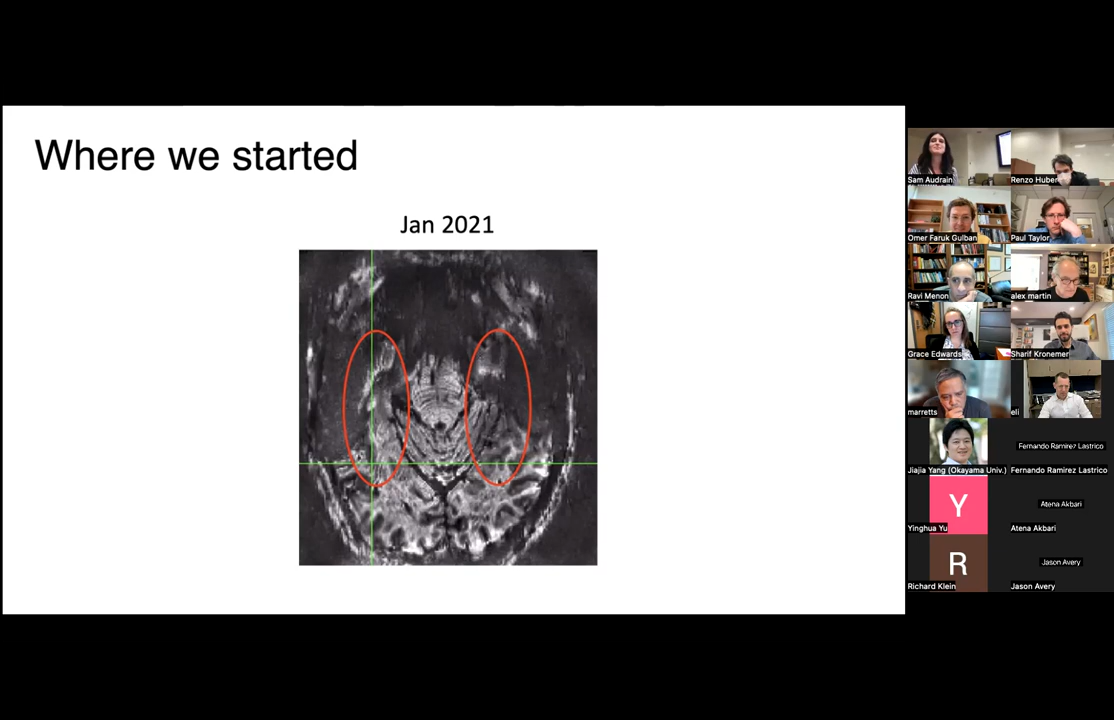 Where we started
Jan 2021
Sam Audrain
Renzo Huber
Omer Faruk Gulban
Paul Taylor
Ravi Menon
alex martin
Grace Edwards
Sharif Kronemer
marretts
eli
Jiajia Yang (Okayama Univ.)
Fernando Ramirez Lastrico
Fernando Ramirez Lastrico
Y
Atena Akbari
Yinghua Yu
Atena Akbari
R
Jason Avery
Richard Klein
Jason Avery